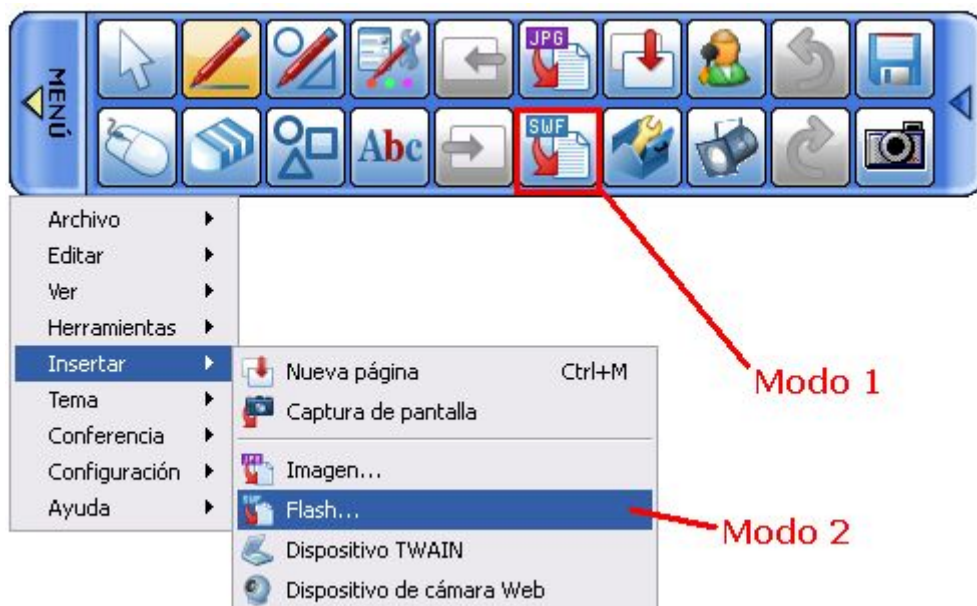 MENÚ
JPG
Abc
SWF
Archivo
Editar
Ver
Herramientas
Insertar
Tema
Conferencia
Configuración
Ayuda
Nueva página Ctrl+M
Captura de pantalla
Imagen...
Flash...
Dispositivo TWAIN
Dispositivo de cámara Web
Modo 1
Modo 2